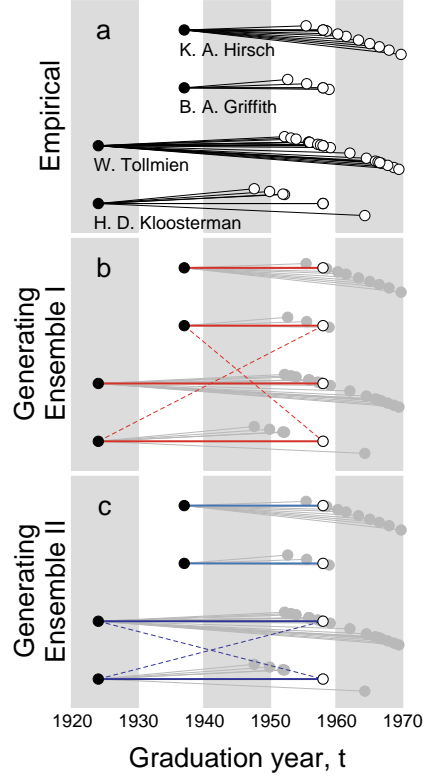 a
K. A. Hirsch
B. A. Griffith
W. Tollmien
H. D. Kloosterman
Empirical
b
Generating
Ensemble I
c
Generating
Ensemble II
1920 1930 1940 1950 1960 1970
Graduation year, t